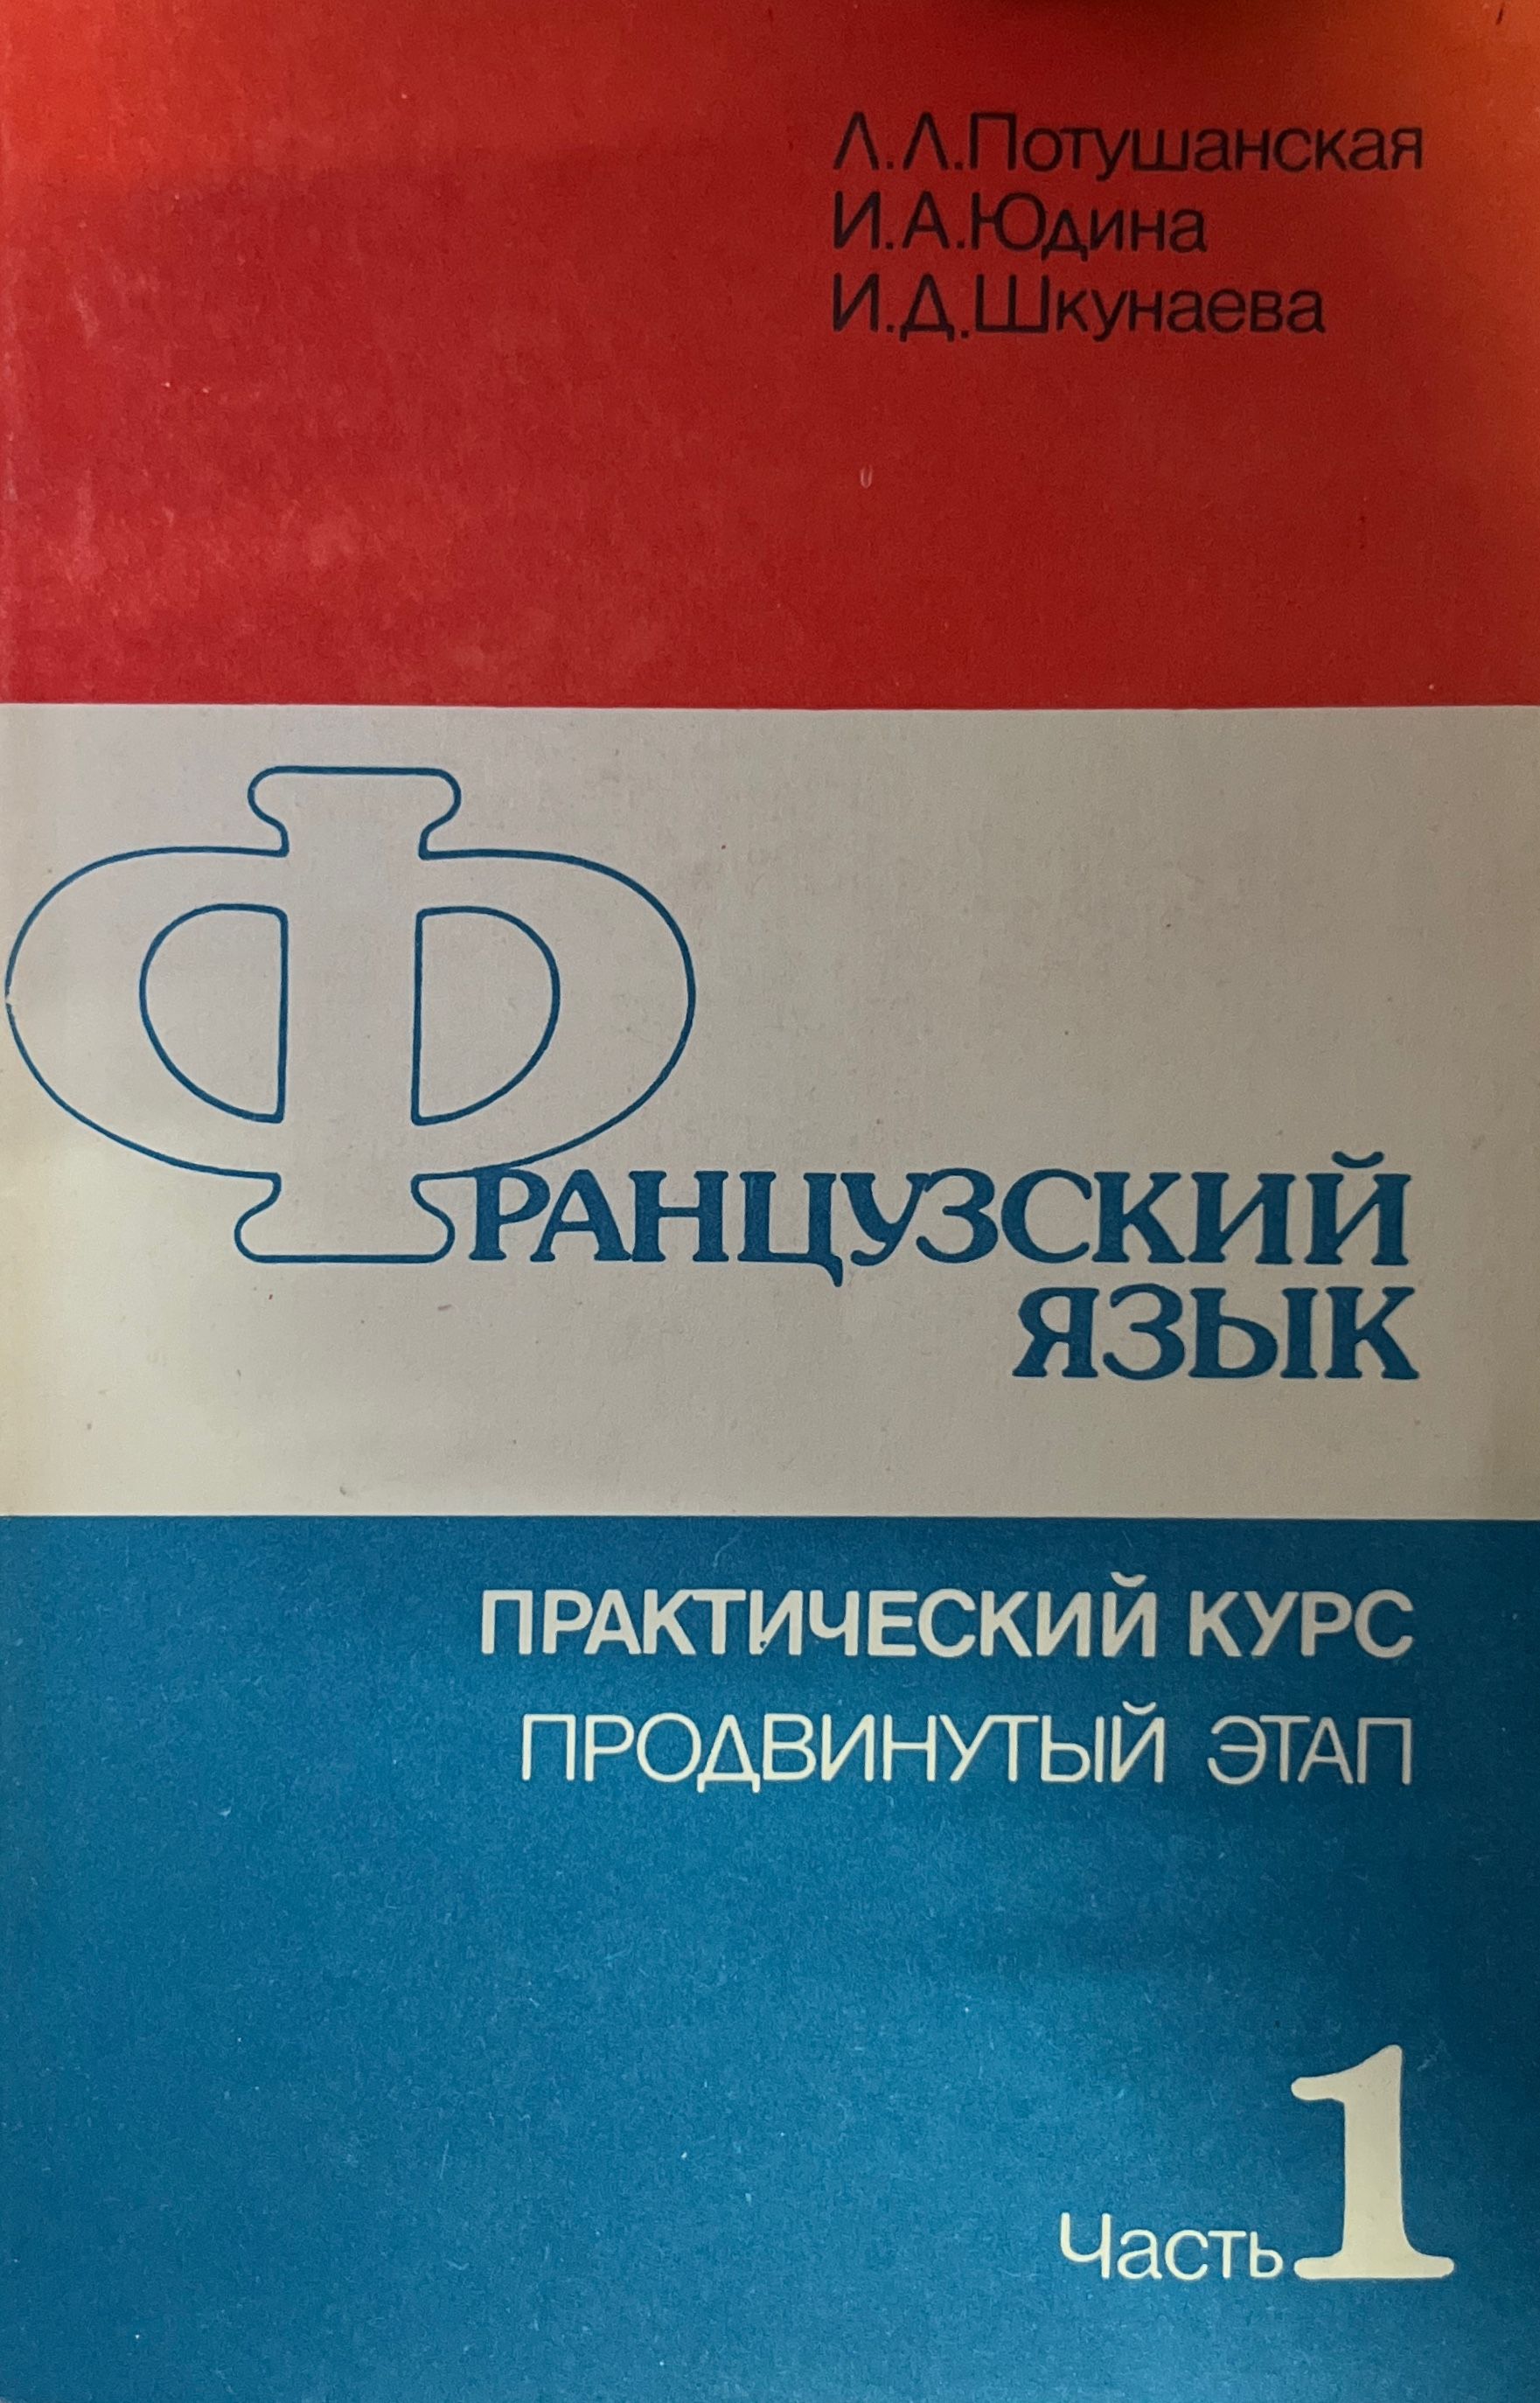 Л.Л.Потушанская
И.А.Юдина
И.Д.Шкунаева
ФРАНЦУЗСКИЙ
ЯЗЫК
ПРАКТИЧЕСКИЙ КУРС
ПРОДВИНУТЫЙ ЭТАП
Часть 1